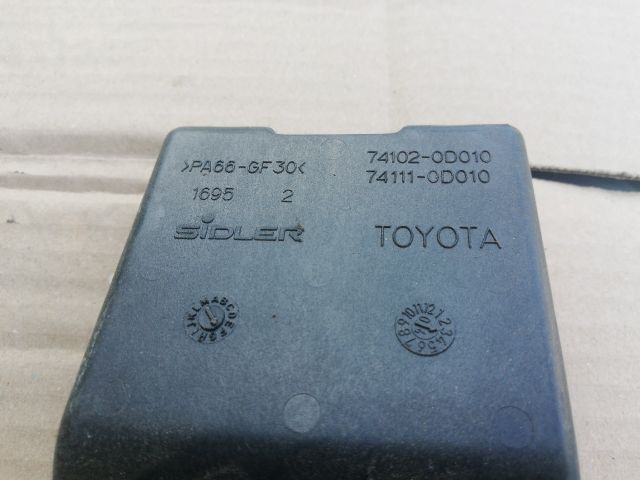 >PA66-GF30<
1695 2
SiDLER
74102-0D010
74111-0D010
TOYOTA